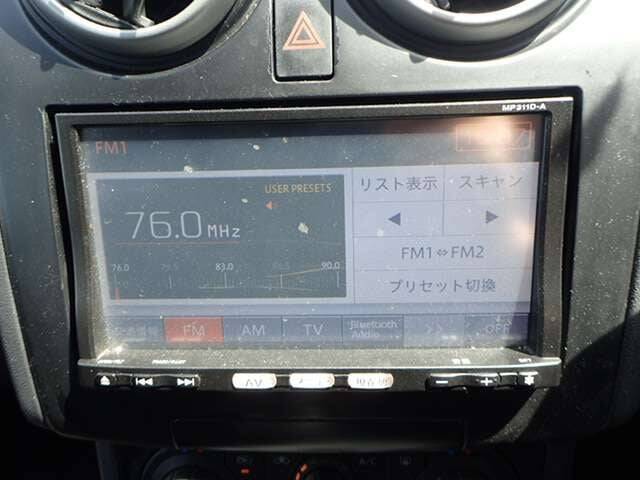 MP311D-A
FM1
USER PRESETS
76.0 MHz
76.0 83.0 90.0
リスト表示 スキャン
FM1⇔FM2
プリセット切換
FM AM TV Bluetooth Audio >> OFF
AV
A/C